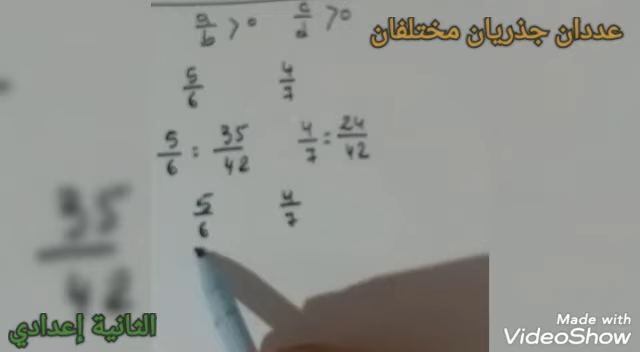 a/b > 0 c/d > 0
عددان جذريان مختلفان
5/6 4/7
5/6 = 35/42 4/7 = 24/42
5/6 4/7
35/42
الثانية إعدادي
Made with
VideoShow